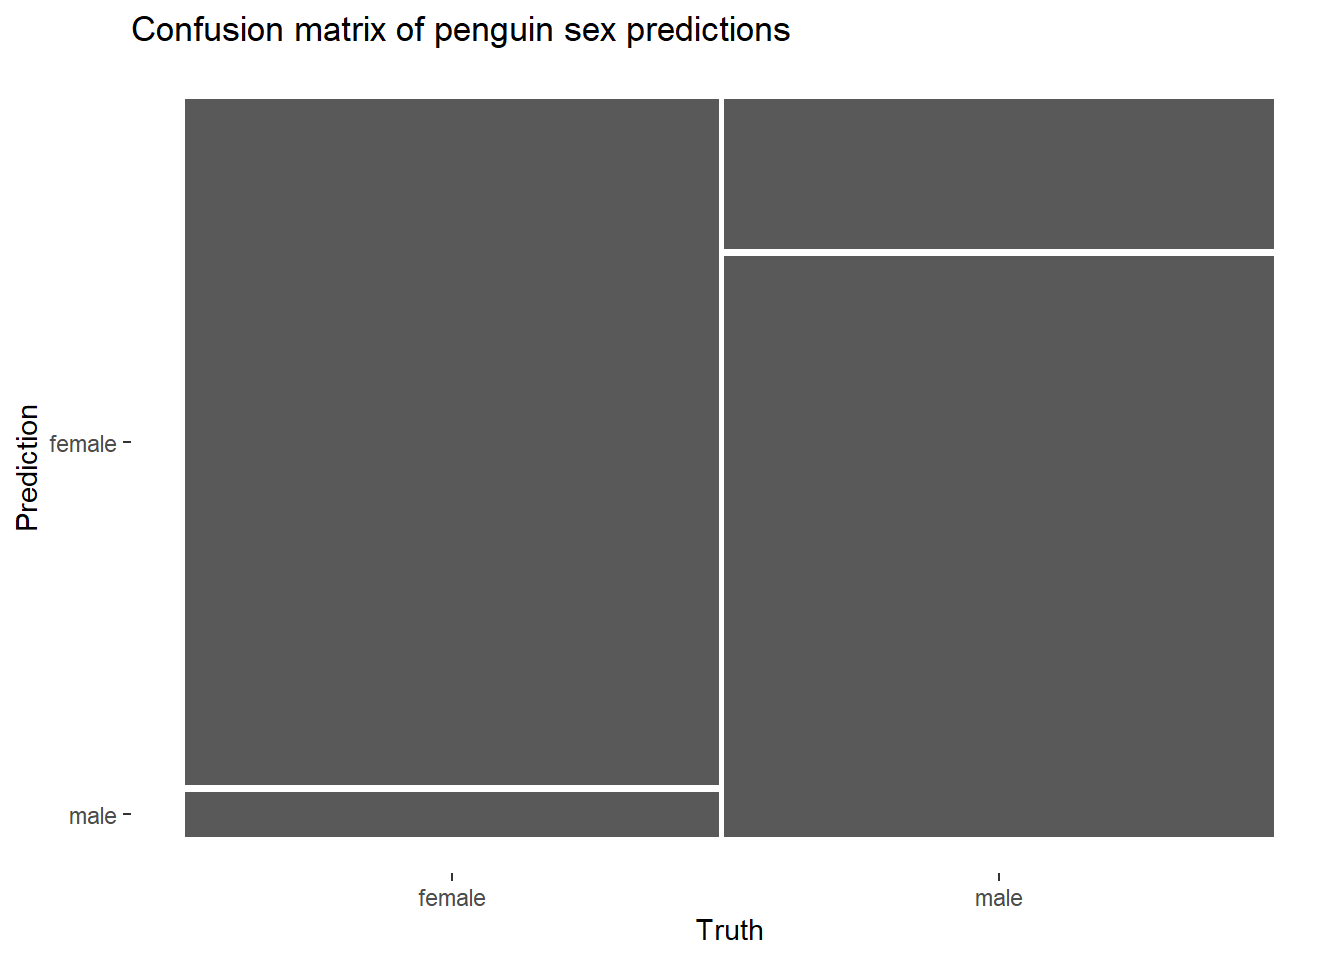 Confusion matrix of penguin sex predictions
Prediction
female
male
female
male
Truth